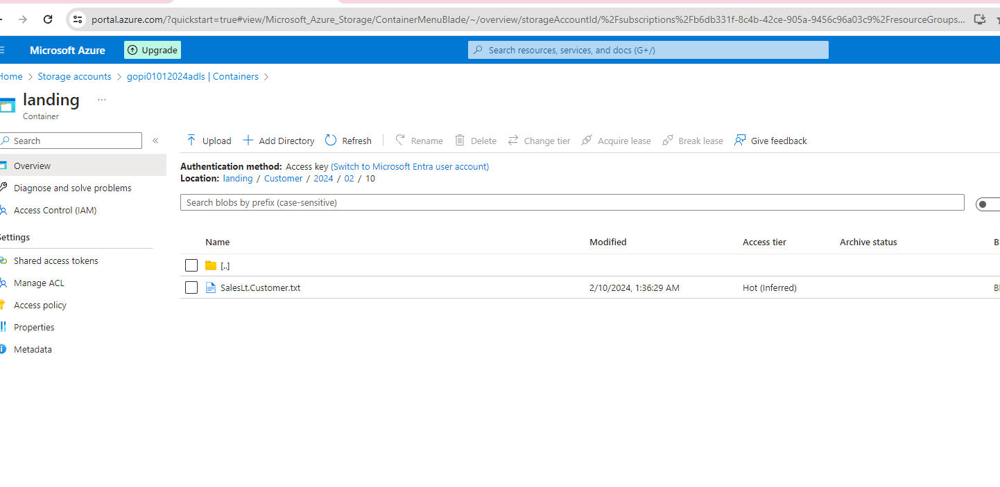 portal.azure.com/?quickstart=true#view/Microsoft_Azure_Storage/ContainerMenuBlade/~/overview/storageAccountId/%2Fsubscriptions%2Fb6db331f-8c4b-42ce-905a-9456c96a03c9%2FresourceGroups...
Microsoft Azure
Upgrade
Search resources, services, and docs (G+/)
Home > Storage accounts > gopi01012024adls | Containers >
landing ...
Container
Search «
Upload Add Directory Refresh Rename Delete Change tier Acquire lease Break lease Give feedback
Overview
Diagnose and solve problems
Access Control (IAM)
Settings
Shared access tokens
Manage ACL
Access policy
Properties
Metadata
Authentication method: Access key (Switch to Microsoft Entra user account)
Location: landing / Customer / 2024 / 02 / 10
Search blobs by prefix (case-sensitive)
Name Modified Access tier Archive status
[..]
SalesLt.Customer.txt 2/10/2024, 1:36:29 AM Hot (Inferred)